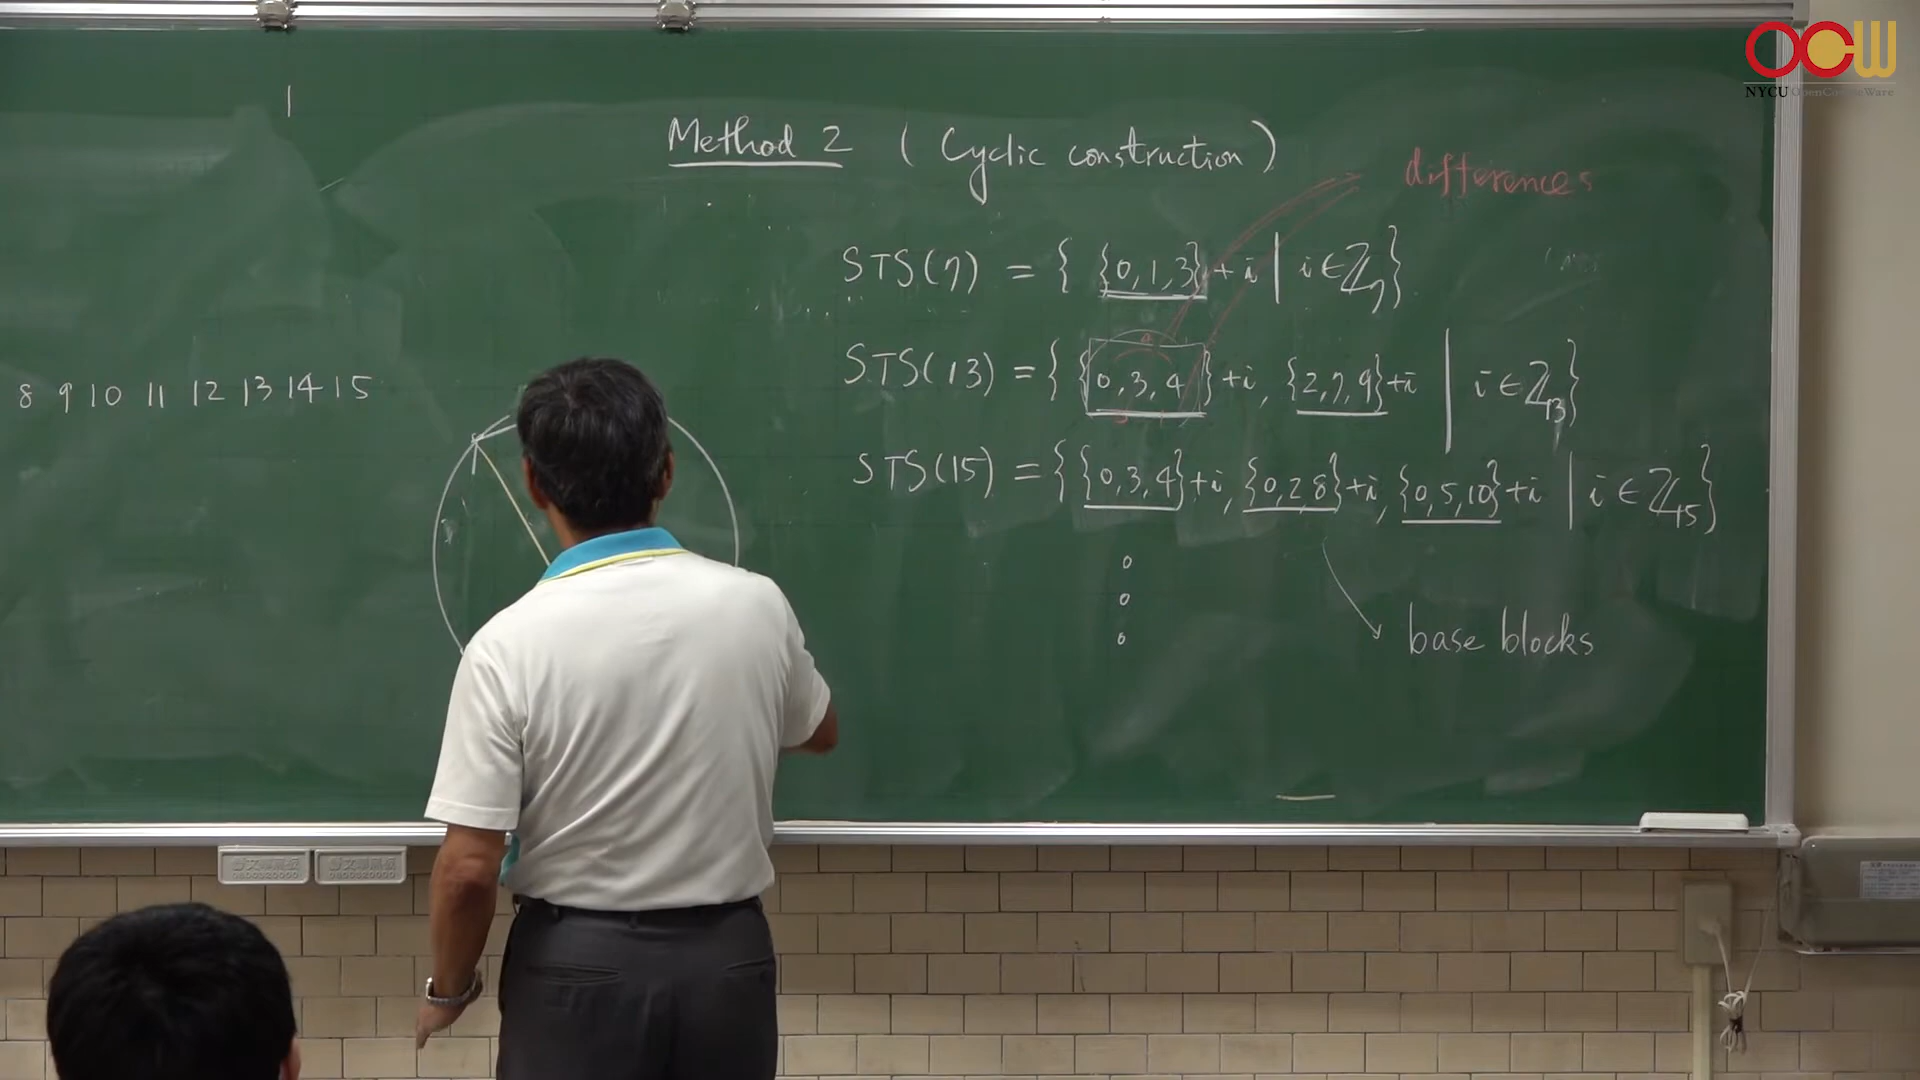 OCW
NYCU OpenCourseWare
Method 2 ( Cyclic construction )
differences
STS(7) = { {0,1,3}+i | i ∈ ℤ7}
8 9 10 11 12 13 14 15
STS(13) = { {0,3,4}+i, {2,7,9}+i | i ∈ ℤ13}
STS(15) = { {0,3,4}+i, {0,2,8}+i, {0,5,10}+i | i ∈ ℤ15}
base blocks
0800320000 0800320000